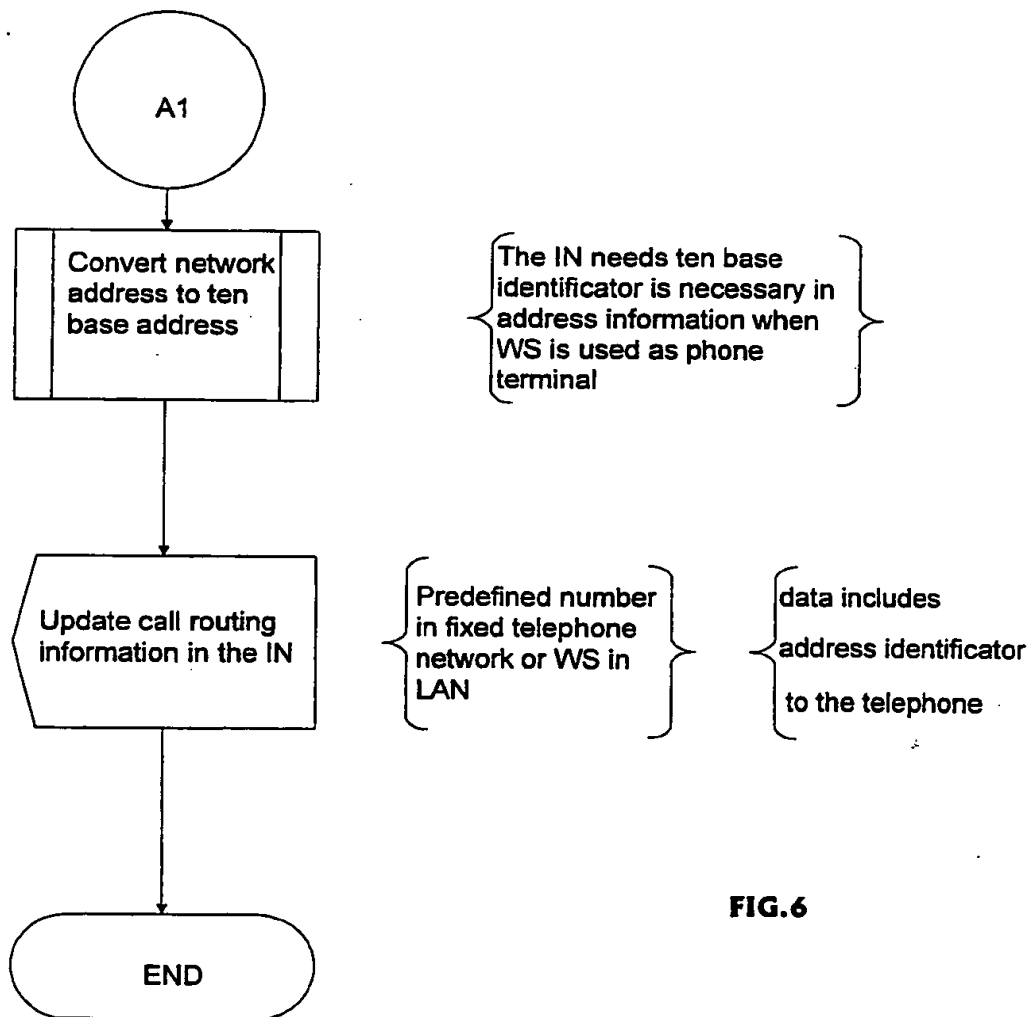 A1
Convert network
address to ten
base address
The IN needs ten base
identificator is necessary in
address information when
WS is used as phone
terminal
Update call routing
information in the IN
Predefined number
in fixed telephone
network or WS in
LAN
data includes
address identificator
to the telephone
FIG.6
END